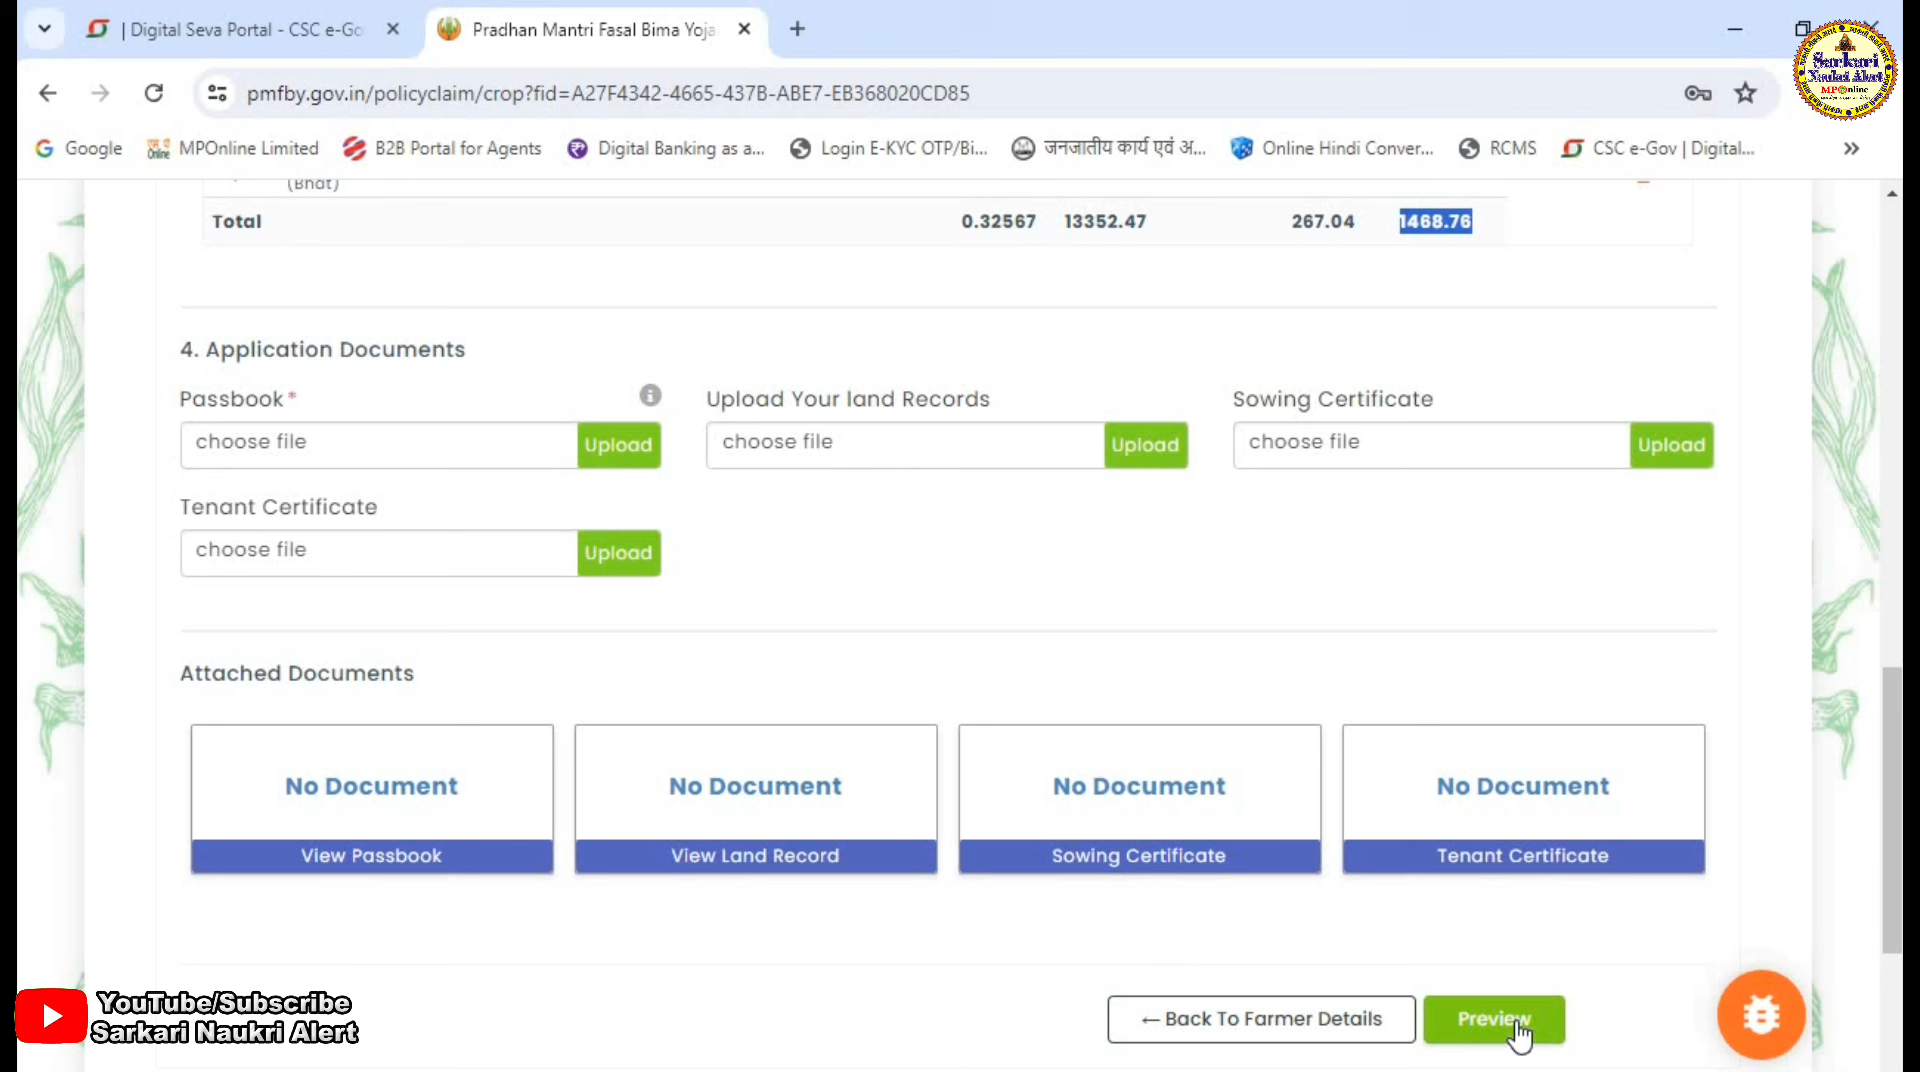 | Digital Seva Portal - CSC e-Go
Pradhan Mantri Fasal Bima Yoja
pmfby.gov.in/policyclaim/crop?fid=A27F4342-4665-437B-ABE7-EB368020CD85
Google
MPOnline Limited
B2B Portal for Agents
Digital Banking as a...
Login E-KYC OTP/Bi...
जनजातीय कार्य एवं अ...
Online Hindi Conver...
RCMS
CSC e-Gov | Digital...
Sarkari
Naukri Alert
MPOnline
(Bhdt)
Total 0.32567 13352.47 267.04 1468.76
4. Application Documents
Passbook*
Upload Your land Records
Sowing Certificate
choose file Upload
choose file Upload
choose file Upload
Tenant Certificate
choose file Upload
Attached Documents
No Document
No Document
No Document
No Document
View Passbook
View Land Record
Sowing Certificate
Tenant Certificate
← Back To Farmer Details
Preview
YouTube/Subscribe
Sarkari Naukri Alert